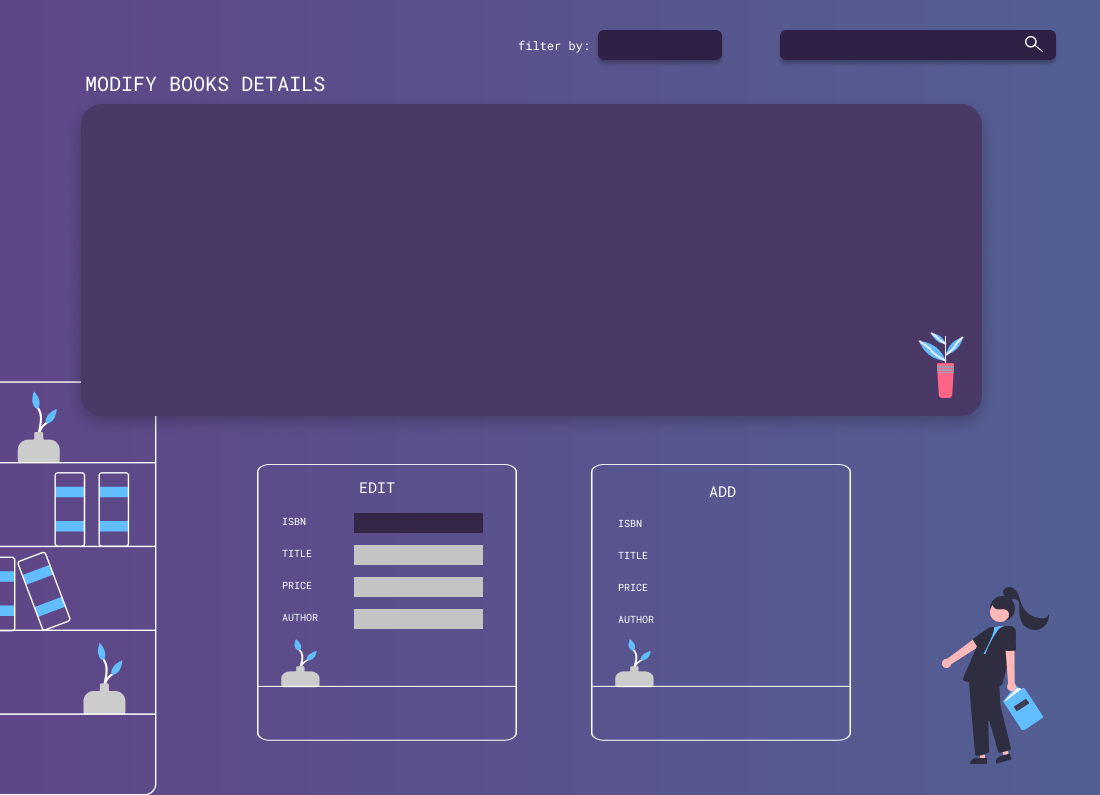 filter by:
MODIFY BOOKS DETAILS
EDIT
ISBN
TITLE
PRICE
AUTHOR
ADD
ISBN
TITLE
PRICE
AUTHOR